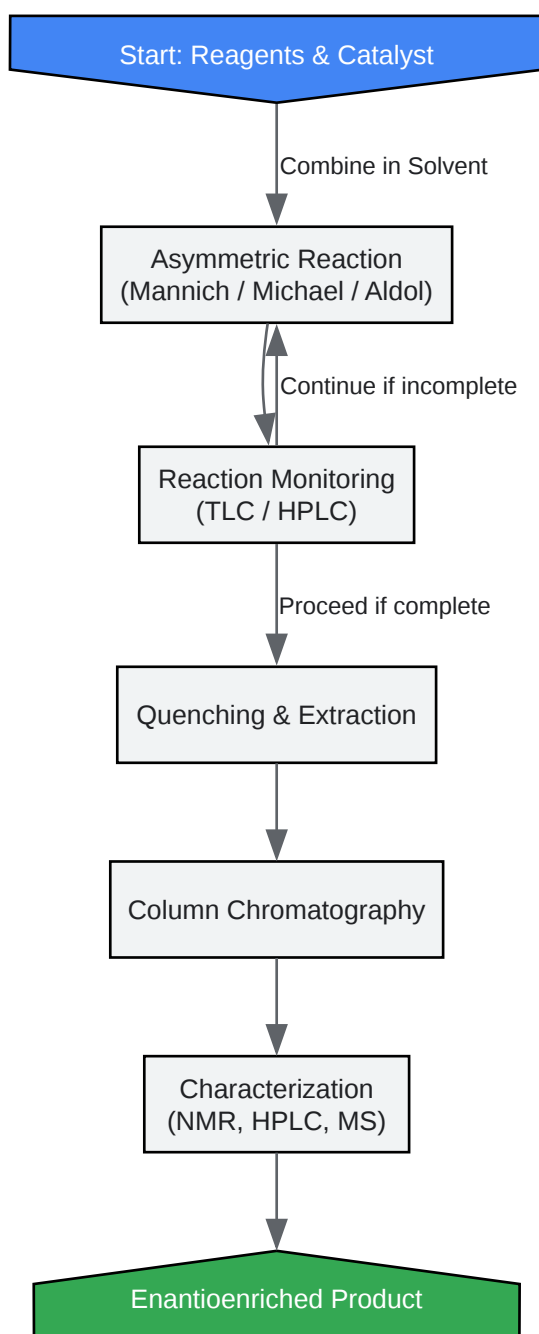 Start: Reagents & Catalyst
Combine in Solvent
Asymmetric Reaction
(Mannich / Michael / Aldol)
Continue if incomplete
Reaction Monitoring
(TLC / HPLC)
Proceed if complete
Quenching & Extraction
Column Chromatography
Characterization
(NMR, HPLC, MS)
Enantioenriched Product